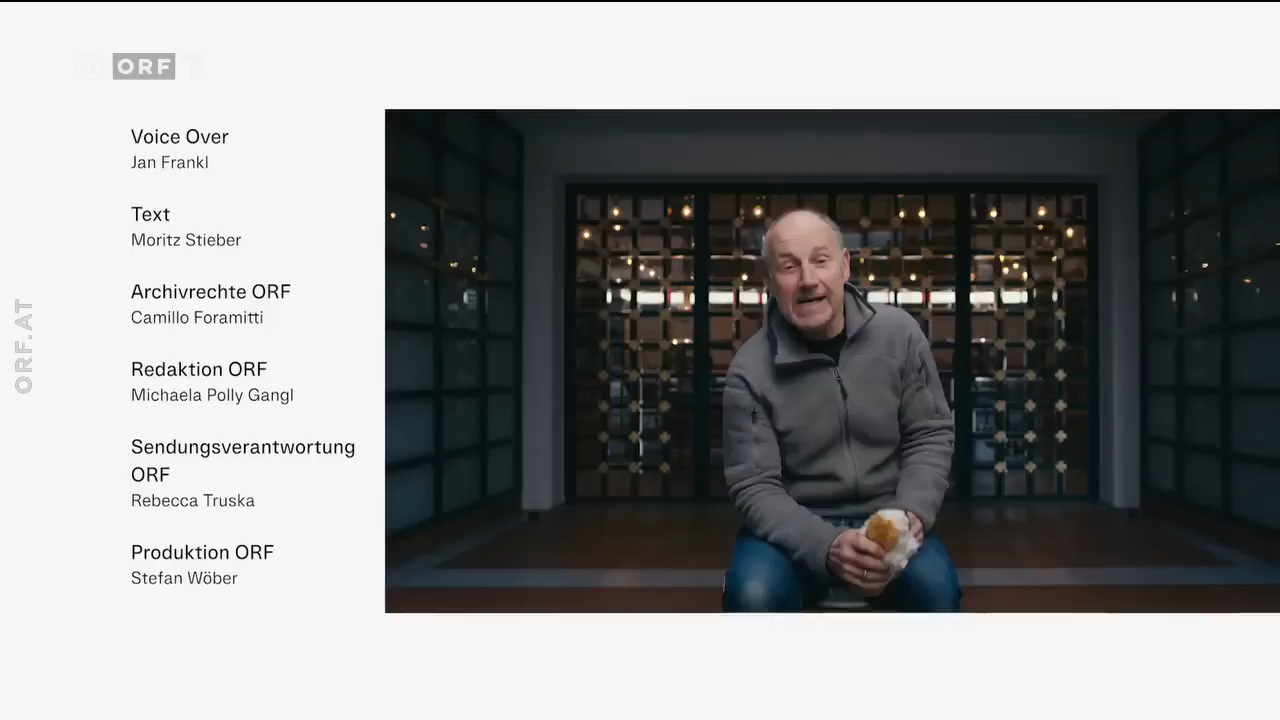 ORF
Voice Over
Jan Frankl
Text
Moritz Stieber
Archivrechte ORF
Camillo Foramitti
Redaktion ORF
Michaela Polly Gangl
Sendungsverantwortung
ORF
Rebecca Truska
Produktion ORF
Stefan Wöber
ORF.AT